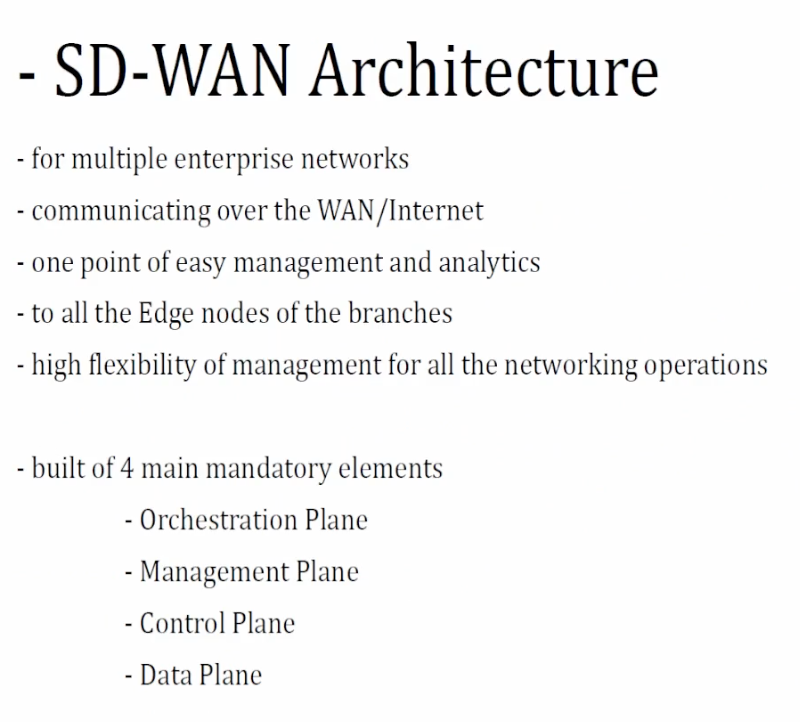 - SD-WAN Architecture
- for multiple enterprise networks
- communicating over the WAN/Internet
- one point of easy management and analytics
- to all the Edge nodes of the branches
- high flexibility of management for all the networking operations
- built of 4 main mandatory elements
- Orchestration Plane
- Management Plane
- Control Plane
- Data Plane